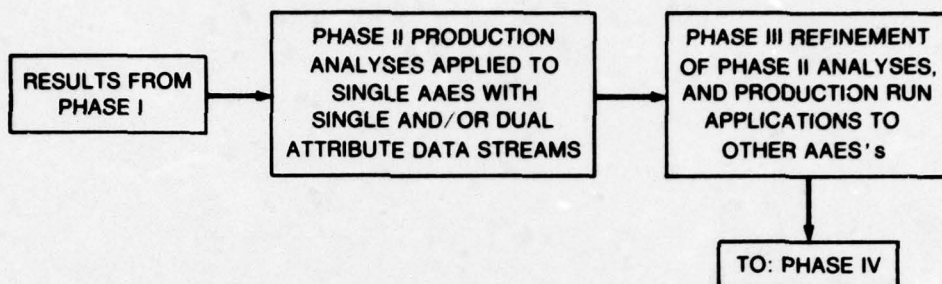 RESULTS FROM
PHASE I
PHASE II PRODUCTION
ANALYSES APPLIED TO
SINGLE AAES WITH
SINGLE AND/OR DUAL
ATTRIBUTE DATA STREAMS
PHASE III REFINEMENT
OF PHASE II ANALYSES,
AND PRODUCTION RUN
APPLICATIONS TO
OTHER AAES's
TO: PHASE IV